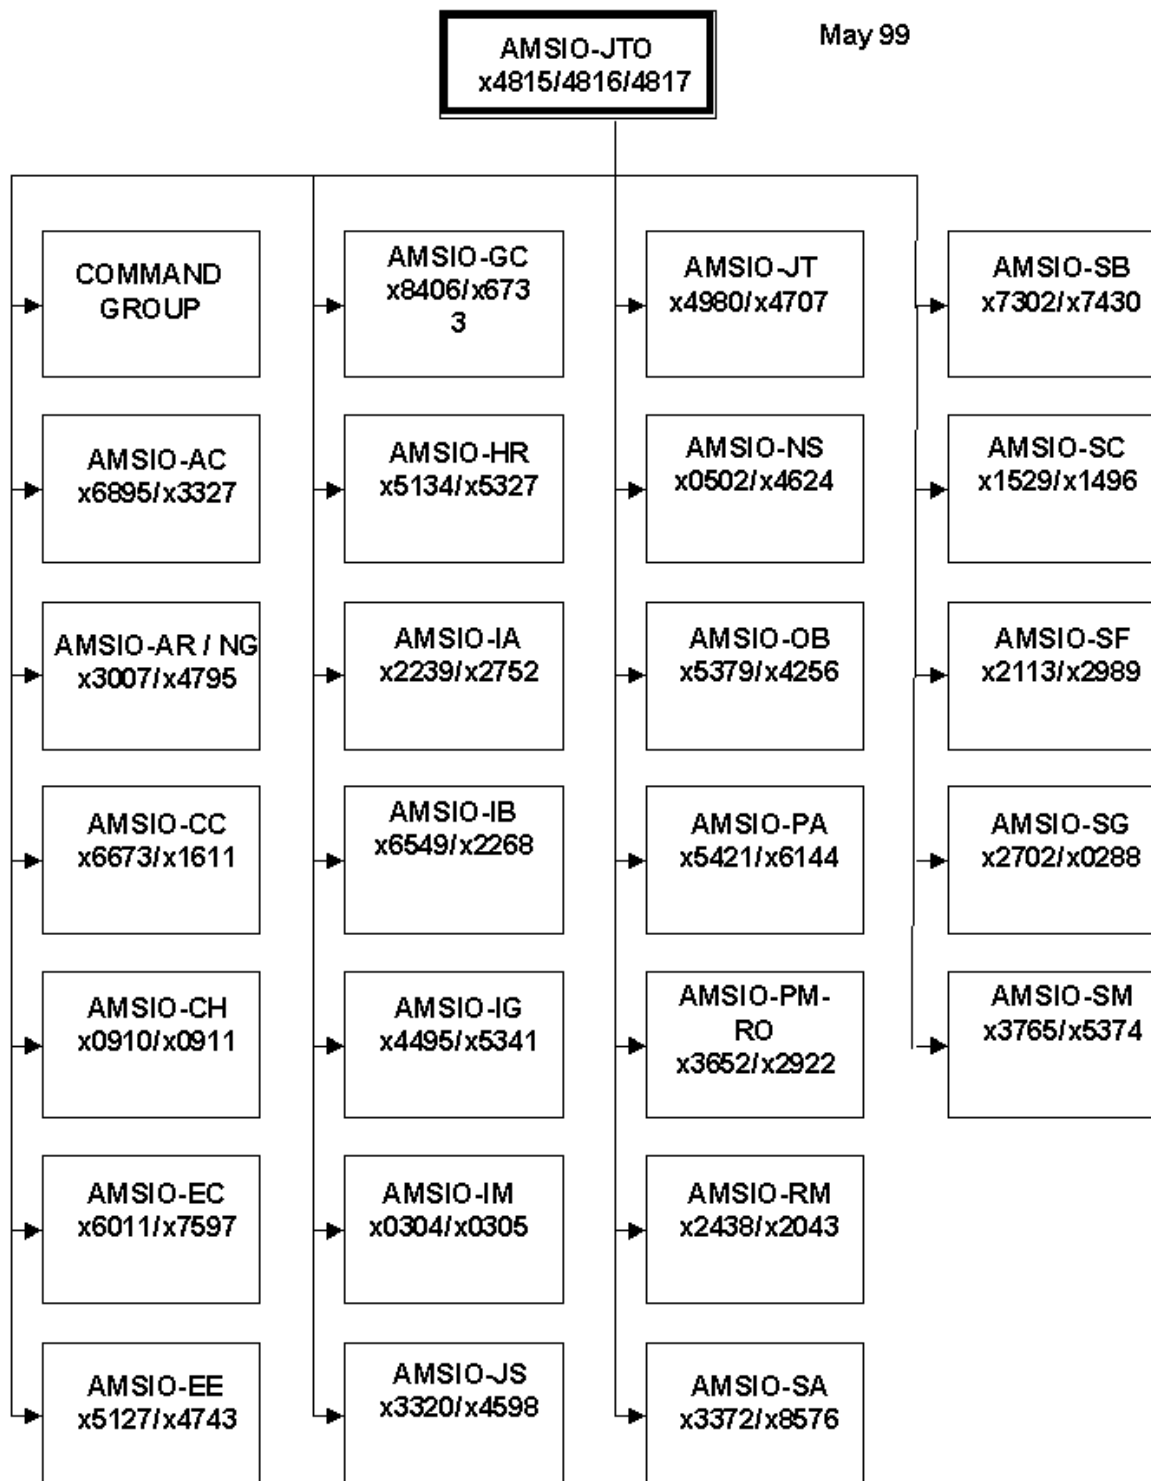 AMSIO-JTO
x4815/4816/4817
May 99
COMMAND
GROUP
AMSIO-GC
x8406/x673
3
AMSIO-JT
x4980/x4707
AMSIO-SB
x7302/x7430
AMSIO-AC
x6895/x3327
AMSIO-HR
x5134/x5327
AMSIO-NS
x0502/x4624
AMSIO-SC
x1529/x1496
AMSIO-AR / NG
x3007/x4795
AMSIO-IA
x2239/x2752
AMSIO-OB
x5379/x4256
AMSIO-SF
x2113/x2989
AMSIO-CC
x6673/x1611
AMSIO-IB
x6549/x2268
AMSIO-PA
x5421/x6144
AMSIO-SG
x2702/x0288
AMSIO-CH
x0910/x0911
AMSIO-IG
x4495/x5341
AMSIO-PM-
RO
x3652/x2922
AMSIO-SM
x3765/x5374
AMSIO-EC
x6011/x7597
AMSIO-IM
x0304/x0305
AMSIO-RM
x2438/x2043
AMSIO-EE
x5127/x4743
AMSIO-JS
x3320/x4598
AMSIO-SA
x3372/x8576